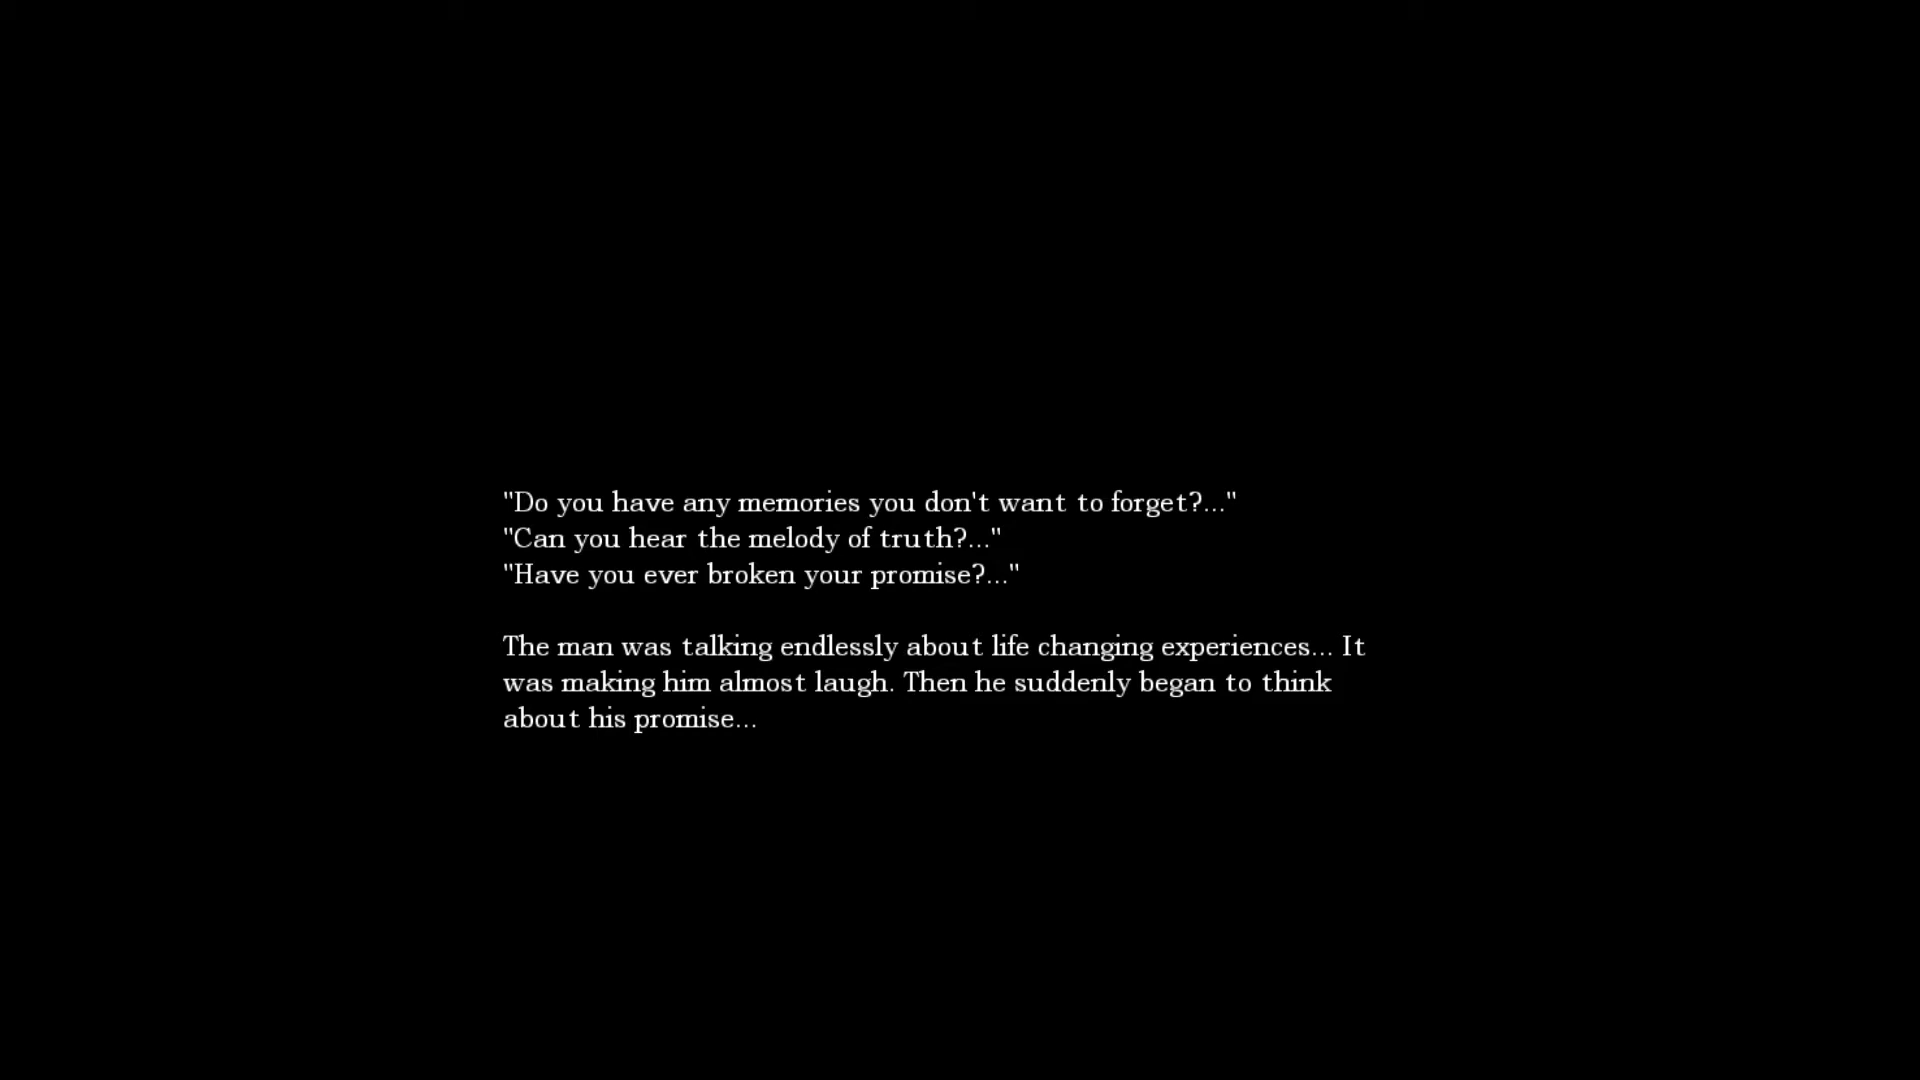 "Do you have any memories you don't want to forget?..."
"Can you hear the melody of truth?..."
"Have you ever broken your promise?..."
The man was talking endlessly about life changing experiences... It
was making him almost laugh. Then he suddenly began to think
about his promise...